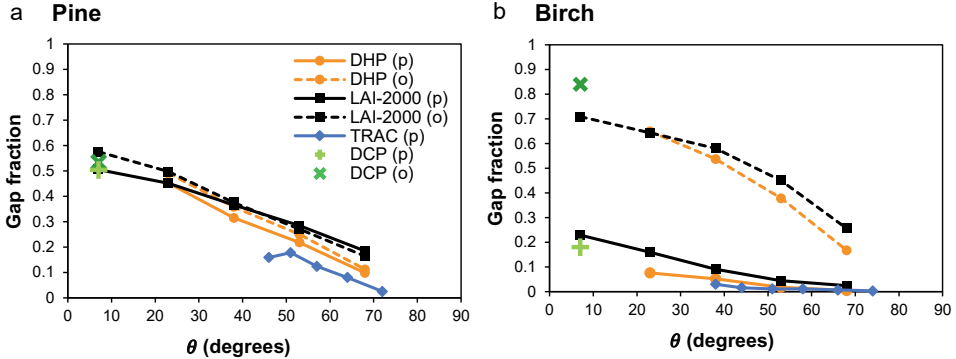 a Pine
1
0.9
0.8
0.7
0.6
0.5
0.4
0.3
0.2
0.1
0
Gap fraction
0 10 20 30 40 50 60 70 80 90
θ (degrees)
DHP (p)
DHP (o)
LAI-2000 (p)
LAI-2000 (o)
TRAC (p)
DCP (p)
DCP (o)
b Birch
1
0.9
0.8
0.7
0.6
0.5
0.4
0.3
0.2
0.1
0
Gap fraction
0 10 20 30 40 50 60 70 80 90
θ (degrees)